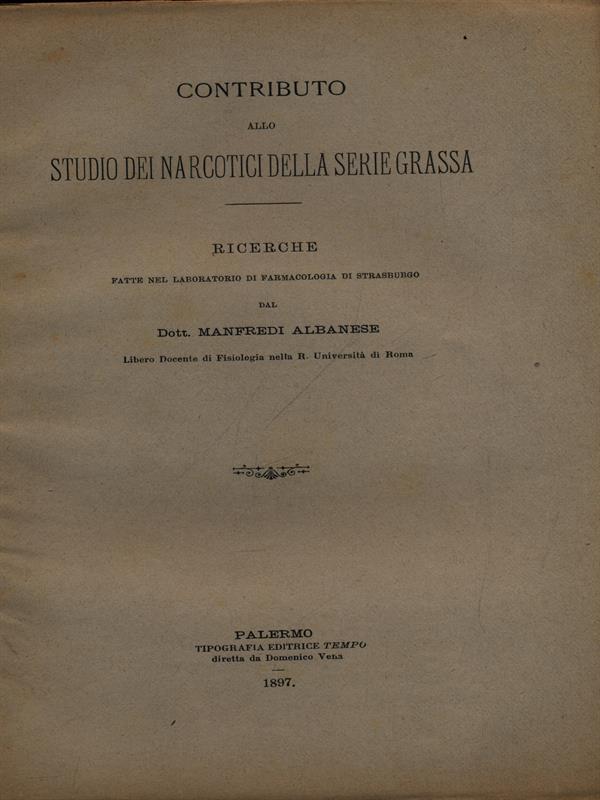 CONTRIBUTO
ALLO
STUDIO DEI NARCOTICI DELLA SERIE GRASSA
RICERCHE
FATTE NEL LABORATORIO DI FARMACOLOGIA DI STRASBURGO
DAL
Dott. MANFREDI ALBANESE
Libero Docente di Fisiologia nella R. Università di Roma
PALERMO
TIPOGRAFIA EDITRICE TEMPO
diretta da Domenico Vena
1897.